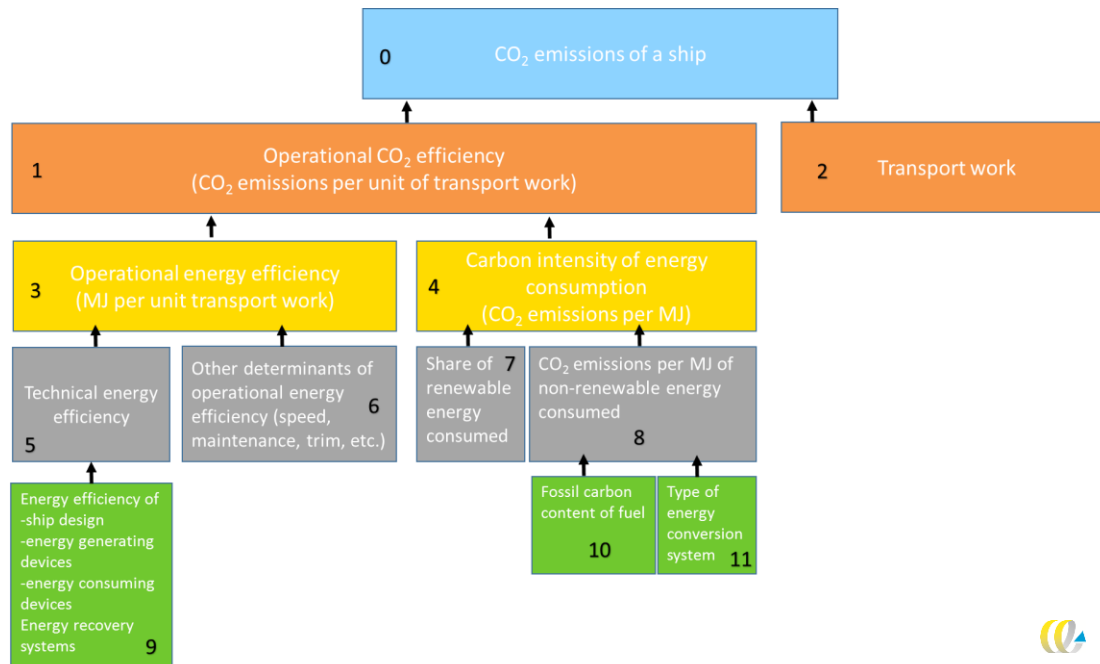 0
CO₂ emissions of a ship
1
Operational CO₂ efficiency
(CO₂ emissions per unit of transport work)
2
Transport work
3
Operational energy efficiency
(MJ per unit transport work)
4
Carbon intensity of energy
consumption
(CO₂ emissions per MJ)
Technical energy
efficiency
5
Other determinants of
operational energy
efficiency (speed,
maintenance, trim, etc.)
6
Share of
renewable
energy
consumed
7
CO₂ emissions per MJ of
non-renewable energy
consumed
8
Energy efficiency of
-ship design
-energy generating
devices
-energy consuming
devices
Energy recovery
systems
9
Fossil carbon
content of fuel
10
Type of
energy
conversion
system
11